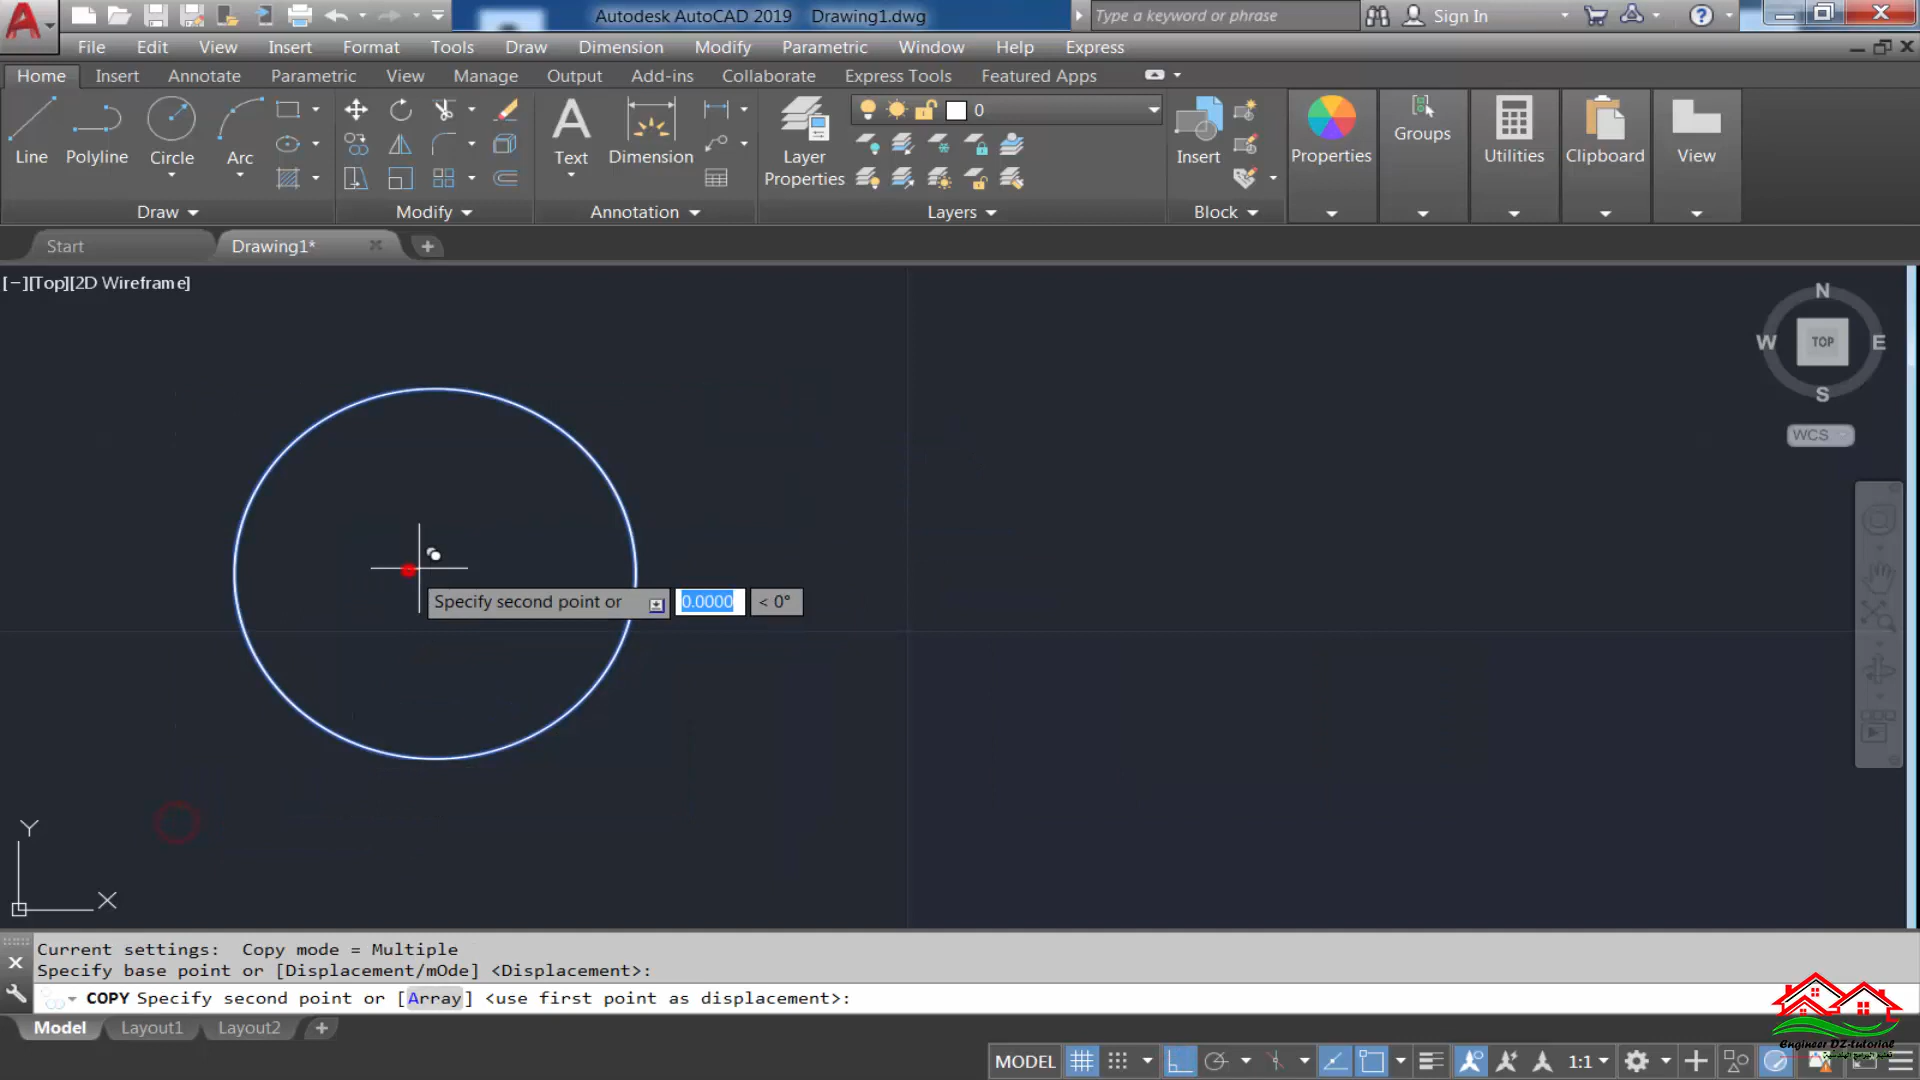 Autodesk AutoCAD 2019 Drawing1.dwg
Type a keyword or phrase
Sign In
File Edit View Insert Format Tools Draw Dimension Modify Parametric Window Help Express
Home Insert Annotate Parametric View Manage Output Add-ins Collaborate Express Tools Featured Apps
Line Polyline Circle Arc
Text Dimension
Layer Properties
0
Insert
Properties
Groups
Utilities
Clipboard
View
Draw Modify Annotation Layers Block
Start Drawing1*
[−][Top][2D Wireframe]
N
W TOP E
S
WCS
Specify second point or 0.0000 < 0°
Y
X
Current settings: Copy mode = Multiple
Specify base point or [Displacement/mOde] <Displacement>:
COPY Specify second point or [Array] <use first point as displacement>:
Model Layout1 Layout2
MODEL 1:1
Engineer DZ-tutorial